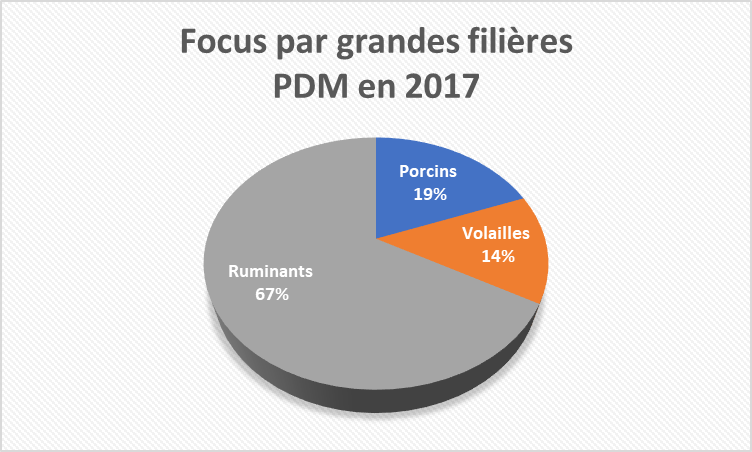 Focus par grandes filières
PDM en 2017
Porcins
19%
Volailles
14%
Ruminants
67%